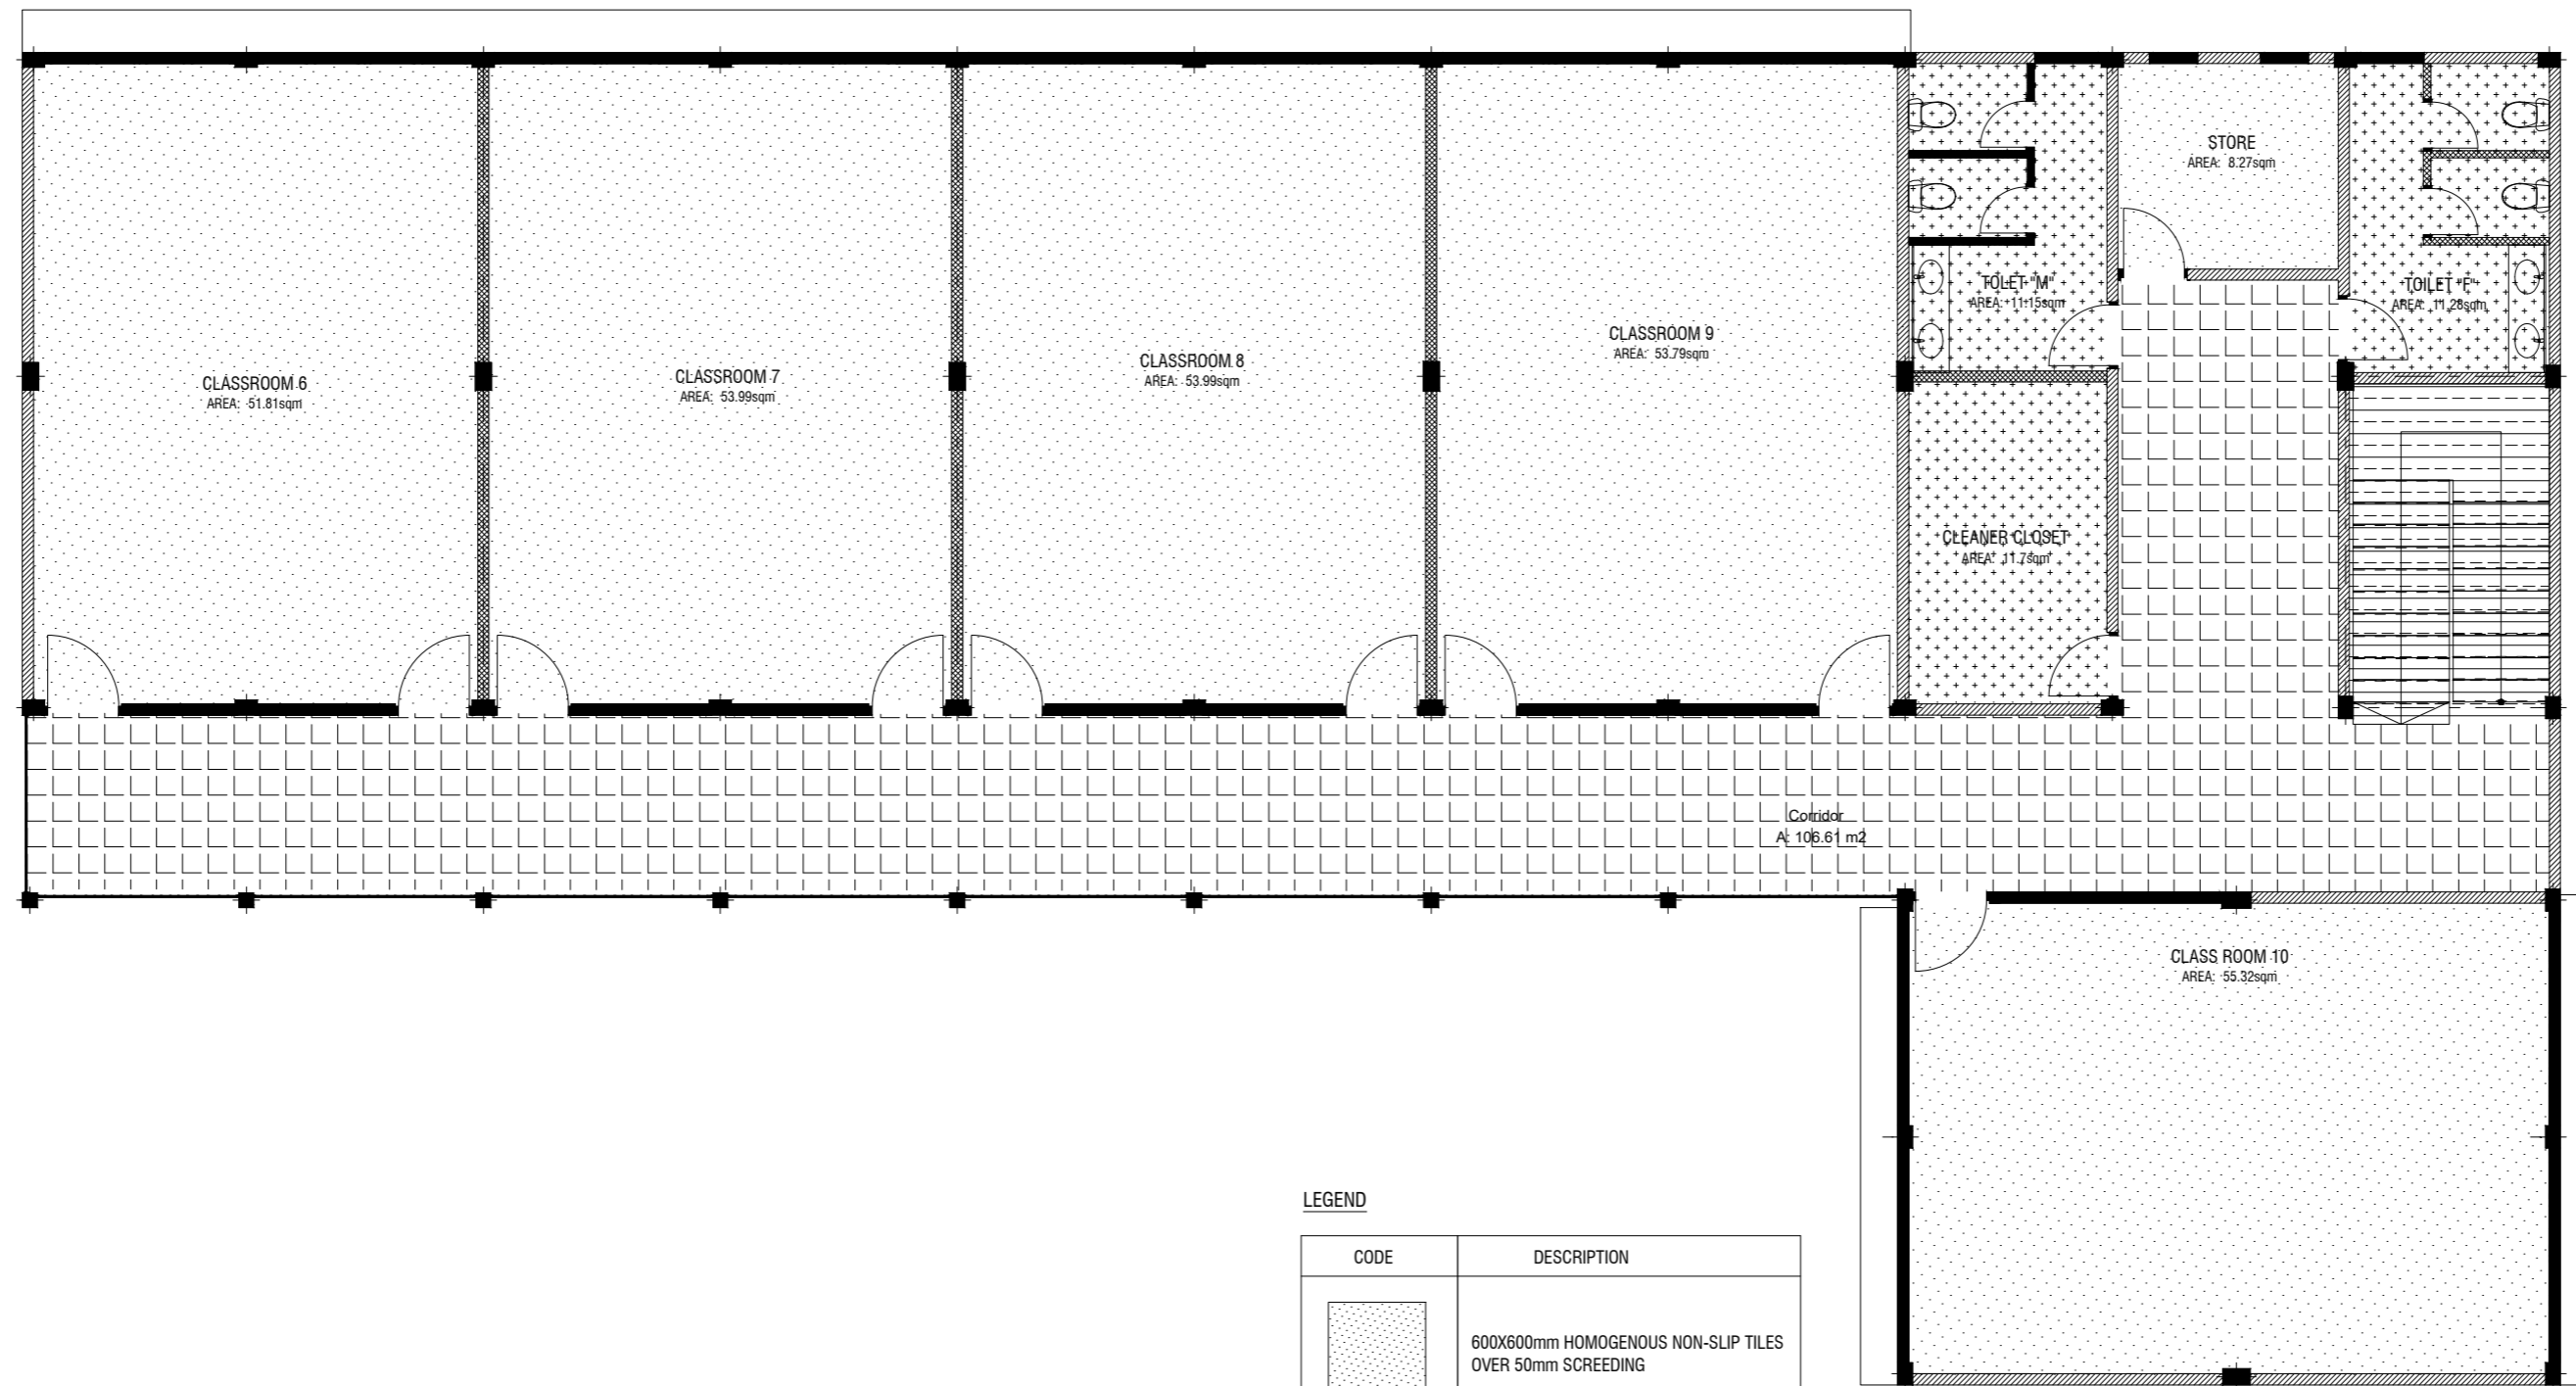 STORE
AREA: 8.27sqm
TOLET "M"
AREA: 11.15sqm
TOILET "F"
AREA: 11.28sqm
CLASSROOM 6
AREA: 51.81sqm
CLASSROOM 7
AREA: 53.99sqm
CLASSROOM 8
AREA: 53.99sqm
CLASSROOM 9
AREA: 53.79sqm
CLEANER CLOSET
AREA: 11.7sqm
Corridor
A: 106.61 m2
CLASS ROOM 10
AREA: 55.32sqm
LEGEND
CODE
DESCRIPTION
600X600mm HOMOGENOUS NON-SLIP TILES
OVER 50mm SCREEDING